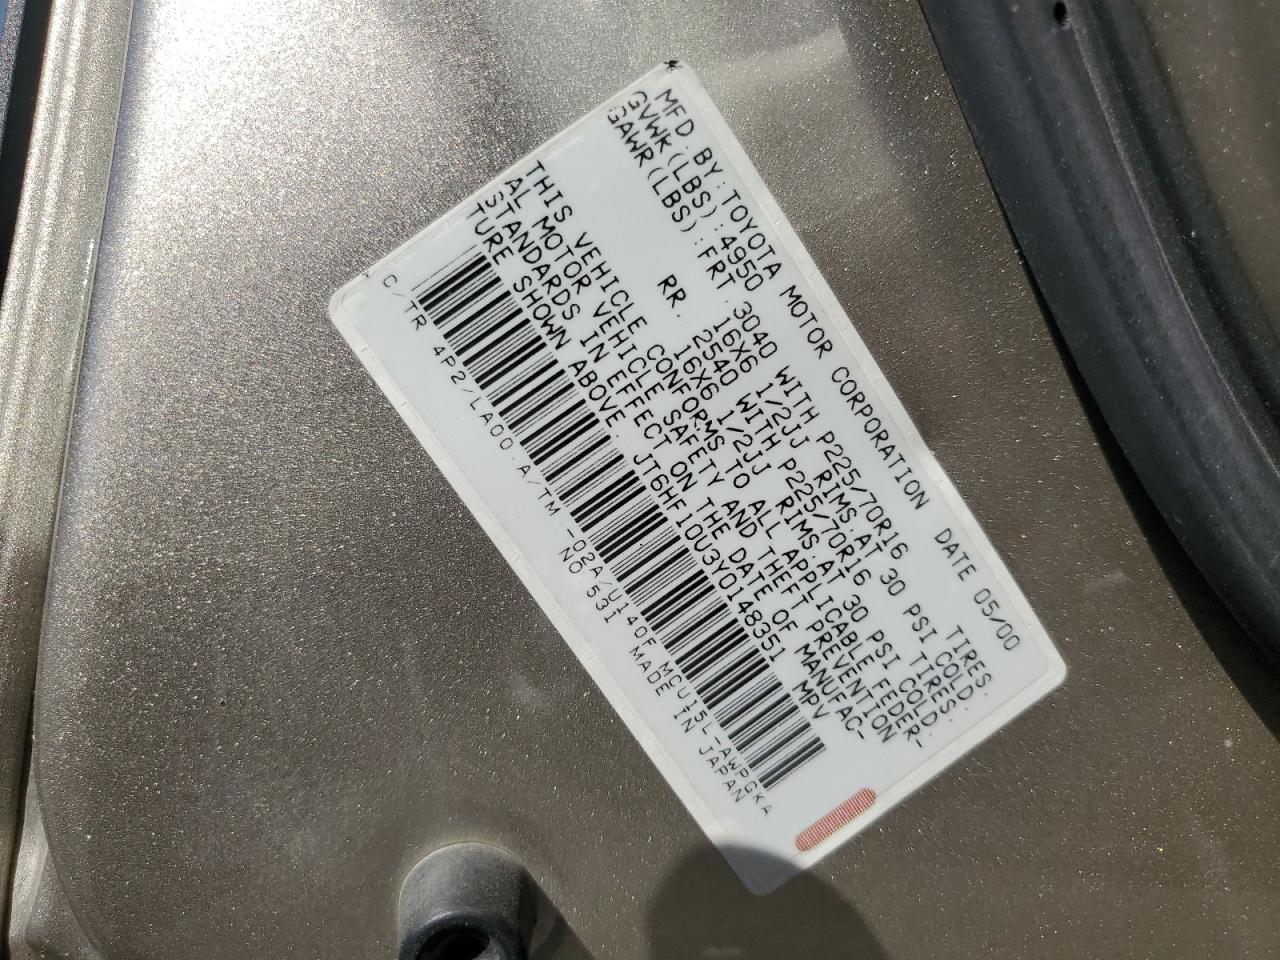 MFD. BY: TOYOTA MOTOR CORPORATION DATE 05/00
GVWR (LBS): 4950
GAWR (LBS): FRT. 3040 WITH P225/70R16 TIRES.
16X6 1/2JJ RIMS. AT 30 PSI COLD.
RR. 2540 WITH P225/70R16 TIRES.
16X6 1/2JJ RIMS. AT 30 PSI COLD.
THIS VEHICLE CONFORMS TO ALL APPLICABLE FEDER-
AL MOTOR VEHICLE SAFETY AND THEFT PREVENTION
STANDARDS IN EFFECT ON THE DATE OF MANUFAC-
TURE SHOWN ABOVE. JT6HF10U3Y0148351 MPV
C/TR 4P2/LA00. A/TM -02A/U140F MCU15L-AWPGKA
NO. 531 MADE IN JAPAN